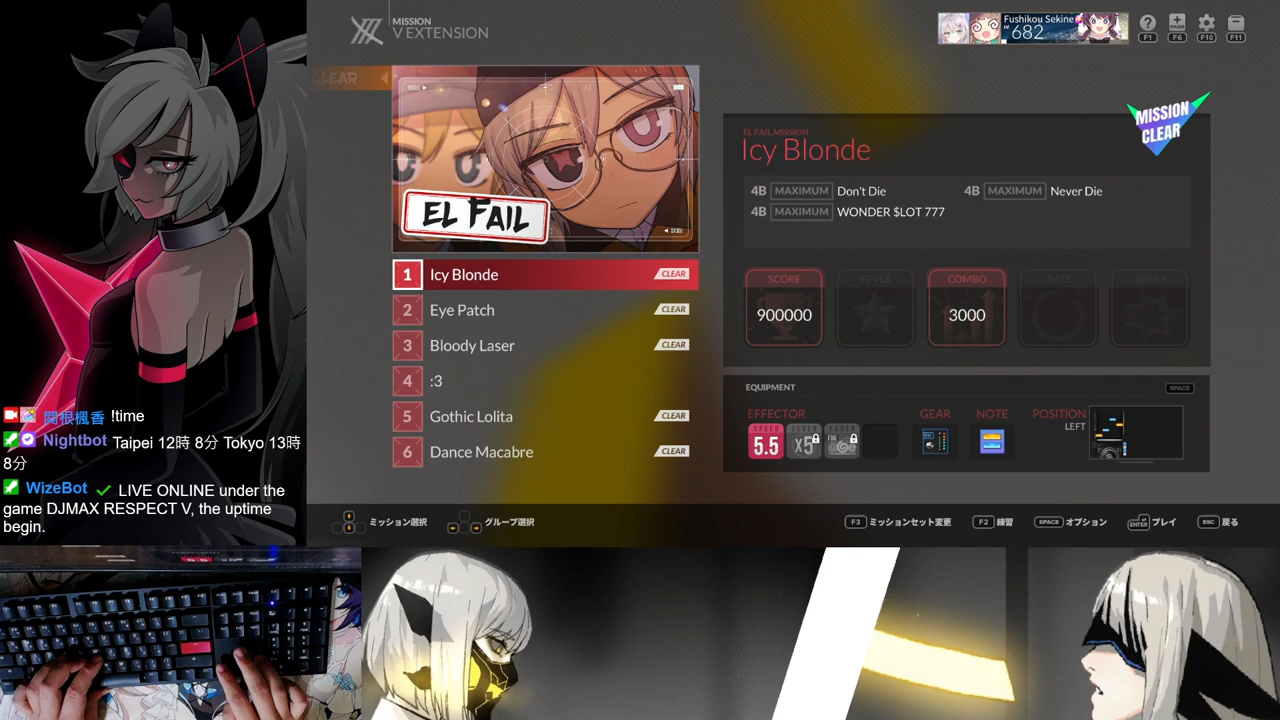 MISSION
V EXTENSION
Fushikou Sekine
LV. 682
F1
F6
F10
F11
CLEAR
EL FAIL
1 Icy Blonde CLEAR
2 Eye Patch CLEAR
3 Bloody Laser CLEAR
4 :3
5 Gothic Lolita CLEAR
6 Dance Macabre CLEAR
MISSION
CLEAR
EL FAIL MISSION
Icy Blonde
4B MAXIMUM Don't Die
4B MAXIMUM Never Die
4B MAXIMUM WONDER $LOT 777
SCORE
900000
FEVER
COMBO
3000
RATE
BREAK
EQUIPMENT
SPACE
EFFECTOR
SPEED
5.5
FEVER
X5
FADER
FOG
GEAR
NOTE
POSITION
LEFT
ミッション選択
グループ選択
F3 ミッションセット変更
F2 練習
SPACE オプション
ENTER プレイ
ESC 戻る
関根楓香 !time
Nightbot Taipei 12時 8分 Tokyo 13時
8分
WizeBot LIVE ONLINE under the
game DJMAX RESPECT V, the uptime
begin.